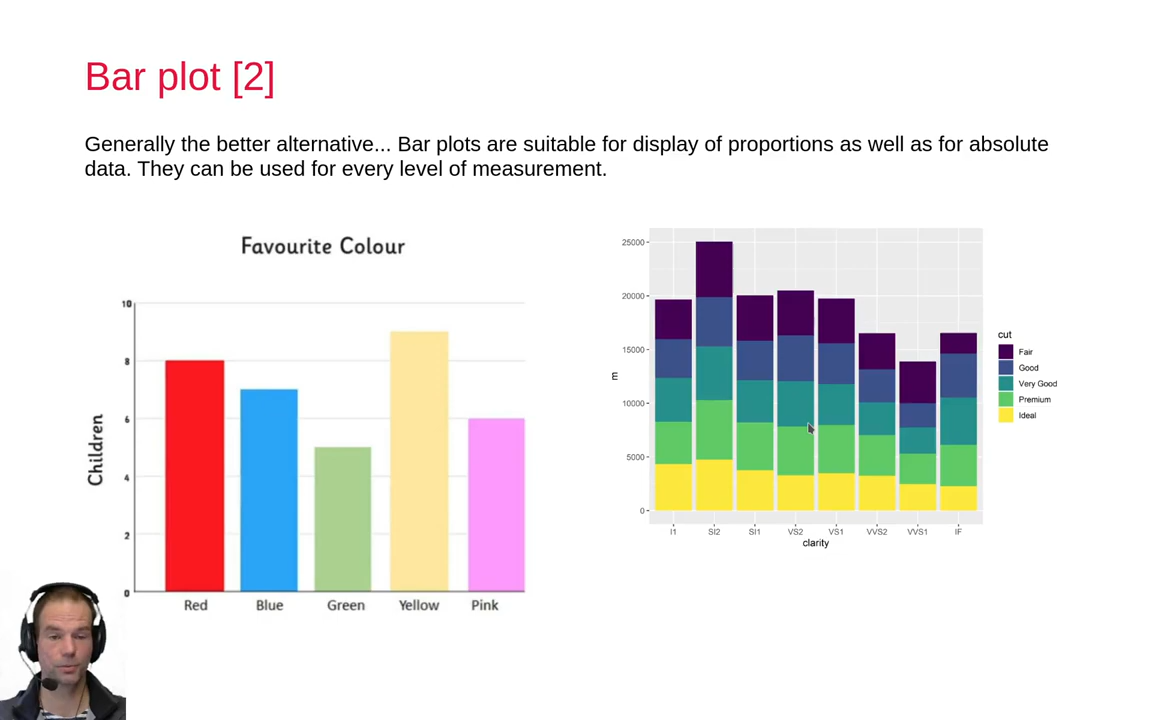 Bar plot [2]
Generally the better alternative... Bar plots are suitable for display of proportions as well as for absolute
data. They can be used for every level of measurement.
Favourite Colour
10
8
6
4
2
0
Children
Red Blue Green Yellow Pink
25000
20000
15000
10000
5000
0
m
I1 SI2 SI1 VS2 VS1 VVS2 VVS1 IF
clarity
cut
Fair
Good
Very Good
Premium
Ideal